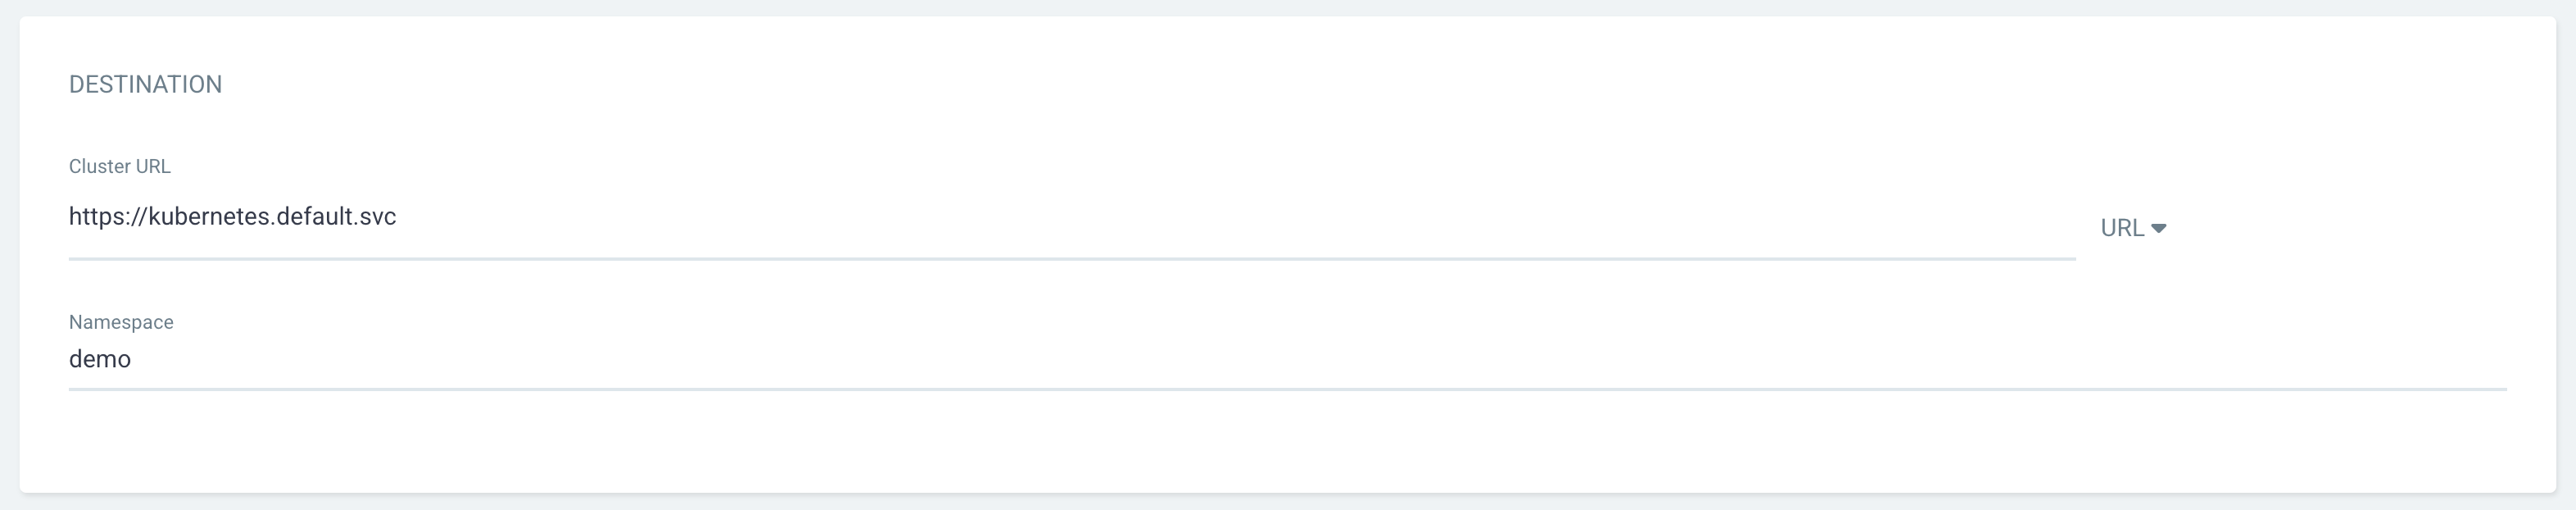 DESTINATION
Cluster URL
https://kubernetes.default.svc
URL
Namespace
demo